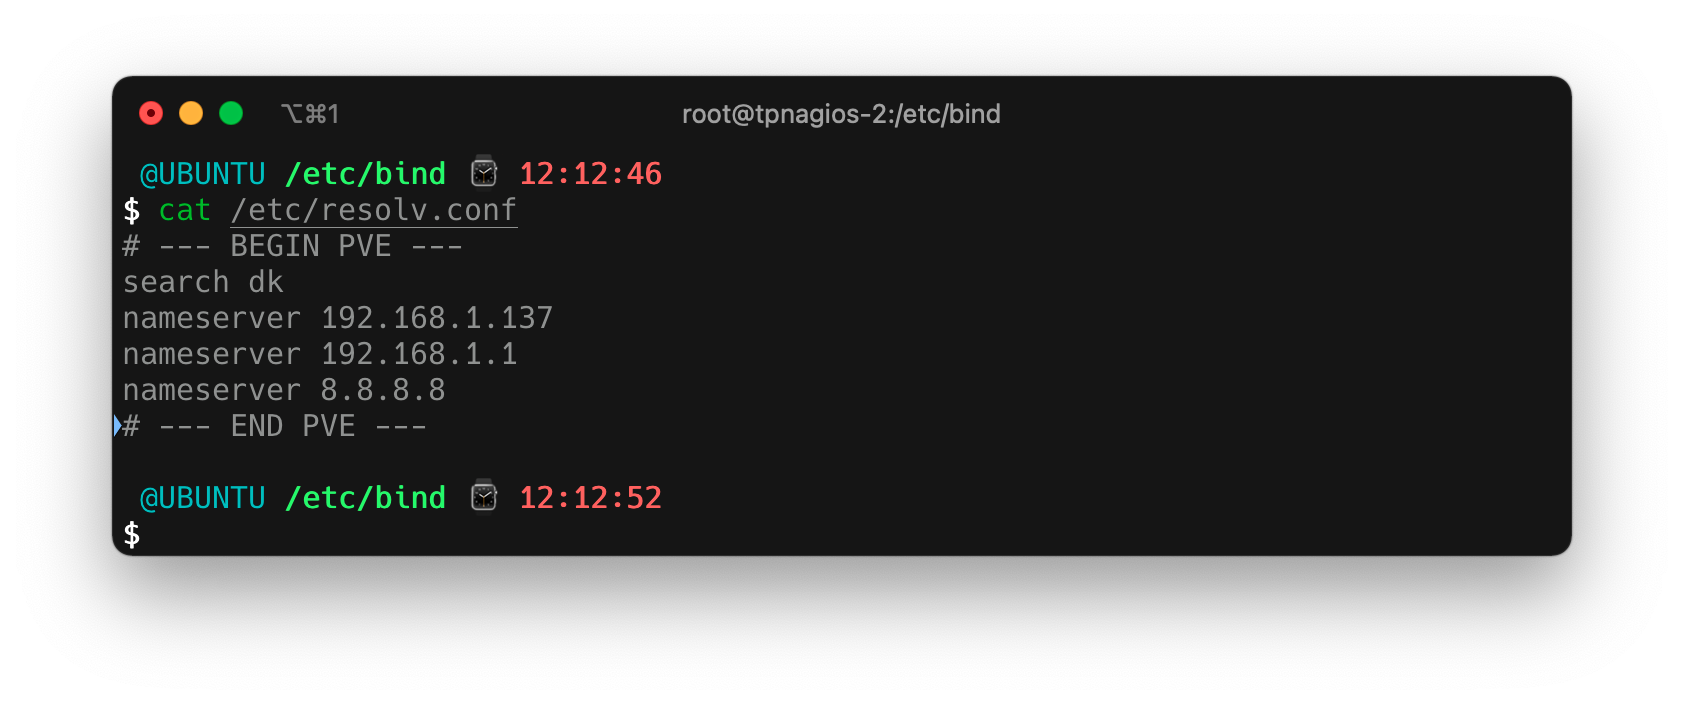 ⌥⌘1 root@tpnagios-2:/etc/bind
@UBUNTU /etc/bind ⌚ 12:12:46
$ cat /etc/resolv.conf
# --- BEGIN PVE ---
search dk
nameserver 192.168.1.137
nameserver 192.168.1.1
nameserver 8.8.8.8
# --- END PVE ---
@UBUNTU /etc/bind ⌚ 12:12:52
$